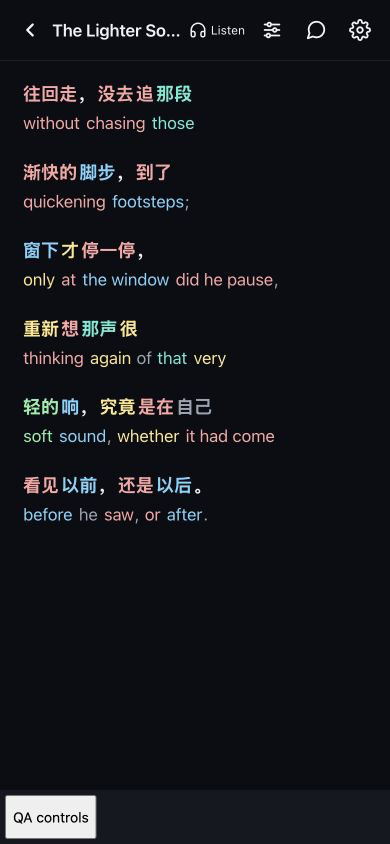 The Lighter So... Listen
往回走，没去追那段
without chasing those
渐快的脚步，到了
quickening footsteps;
窗下才停一停，
only at the window did he pause,
重新想那声很
thinking again of that very
轻的响，究竟是在自己
soft sound, whether it had come
看见以前，还是以后。
before he saw, or after.
QA controls